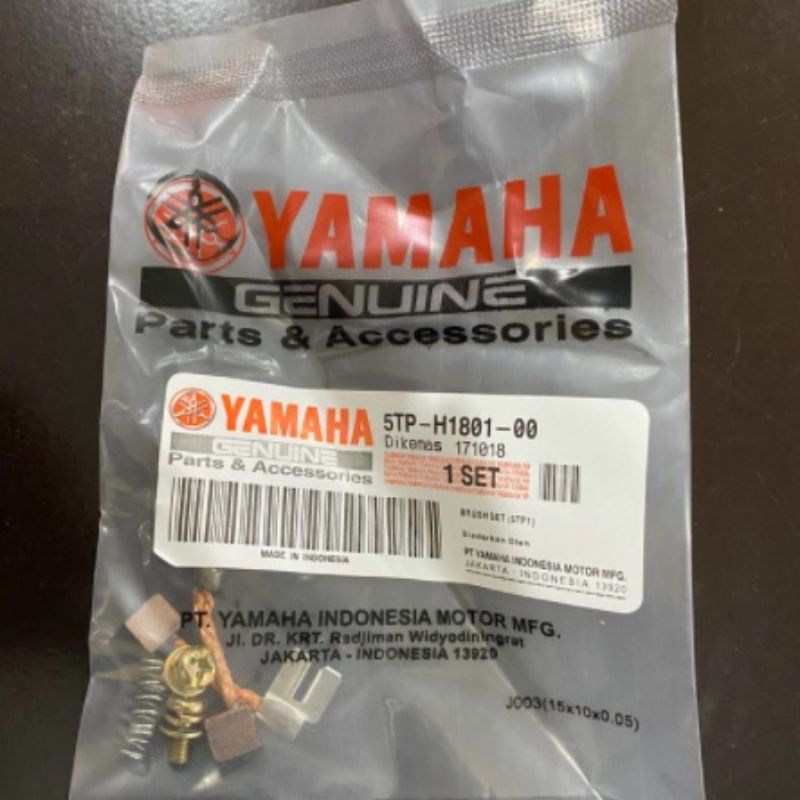 YAMAHA
GENUINE
Parts & Accessories
YAMAHA
GENUINE
Parts & Accessories
5TP-H1801-00
Dikemas 171018
1 SET
BRUSH SET (5TP1)
Diedarkan Oleh
PT YAMAHA INDONESIA MOTOR MFG.
JAKARTA - INDONESIA 13920
MADE IN INDONESIA
PT. YAMAHA INDONESIA MOTOR MFG.
Jl. DR. KRT. Radjiman Widyodiningrat
JAKARTA - INDONESIA 13920
J003(15x10x0.05)